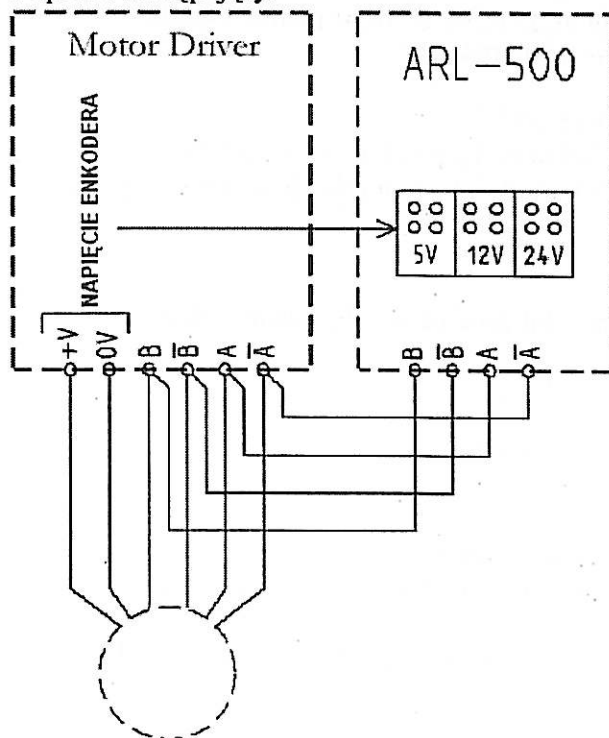 Motor Driver
ARL-500
NAPIĘCIE ENKODERA
5V 12V 24V
+V 0V B B̅ A A̅
B B̅ A A̅